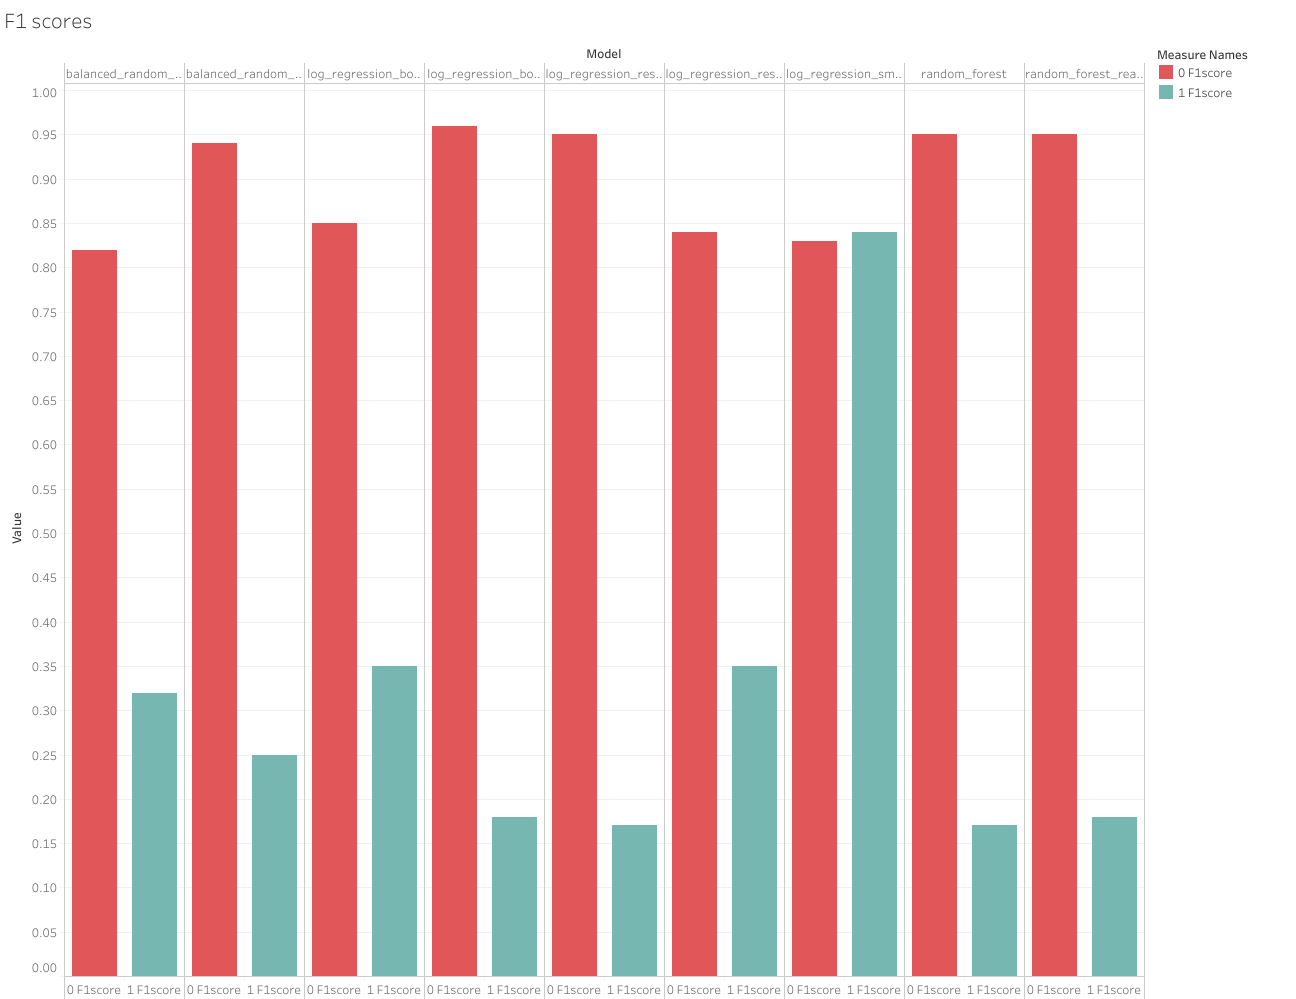 F1 scores
Model
balanced_random_.. balanced_random_.. log_regression_bo.. log_regression_bo.. log_regression_res.. log_regression_res.. log_regression_sm.. random_forest random_forest_rea..
Measure Names
0 F1score
1 F1score
1.00
0.95
0.90
0.85
0.80
0.75
0.70
0.65
0.60
0.55
0.50
0.45
0.40
0.35
0.30
0.25
0.20
0.15
0.10
0.05
0.00
Value
0 F1score 1 F1score 0 F1score 1 F1score 0 F1score 1 F1score 0 F1score 1 F1score 0 F1score 1 F1score 0 F1score 1 F1score 0 F1score 1 F1score 0 F1score 1 F1score 0 F1score 1 F1score